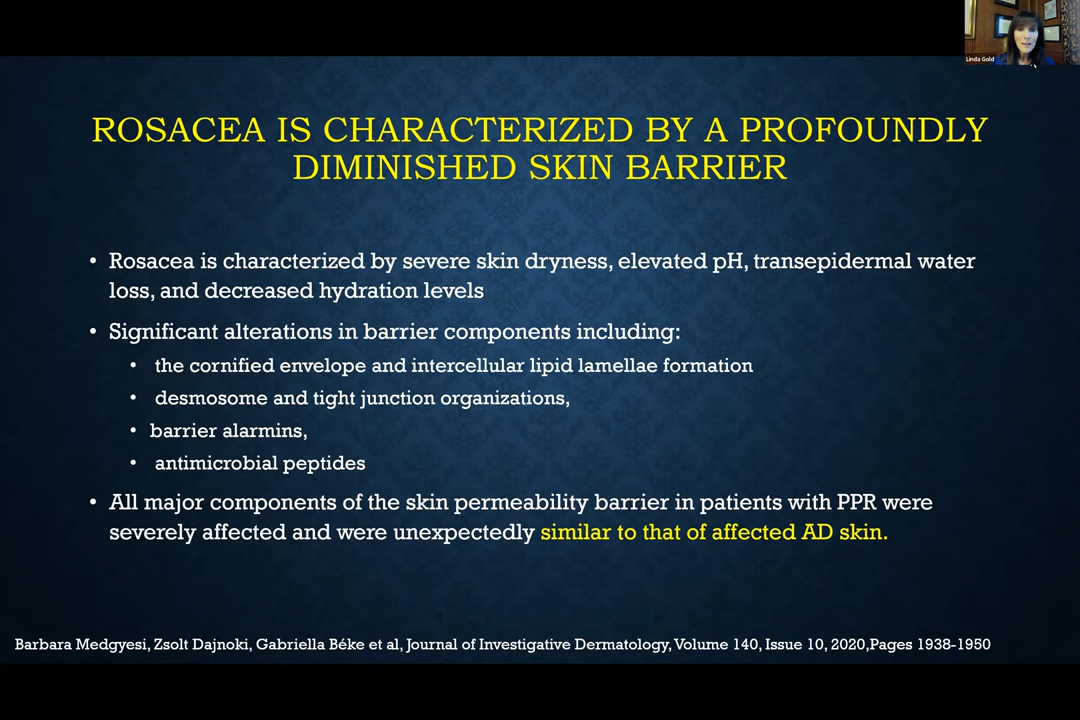 Linda Gold
ROSACEA IS CHARACTERIZED BY A PROFOUNDLY
DIMINISHED SKIN BARRIER
• Rosacea is characterized by severe skin dryness, elevated pH, transepidermal water
loss, and decreased hydration levels
• Significant alterations in barrier components including:
• the cornified envelope and intercellular lipid lamellae formation
• desmosome and tight junction organizations,
• barrier alarmins,
• antimicrobial peptides
• All major components of the skin permeability barrier in patients with PPR were
severely affected and were unexpectedly similar to that of affected AD skin.
Barbara Medgyesi, Zsolt Dajnoki, Gabriella Béke et al, Journal of Investigative Dermatology, Volume 140, Issue 10, 2020,Pages 1938-1950